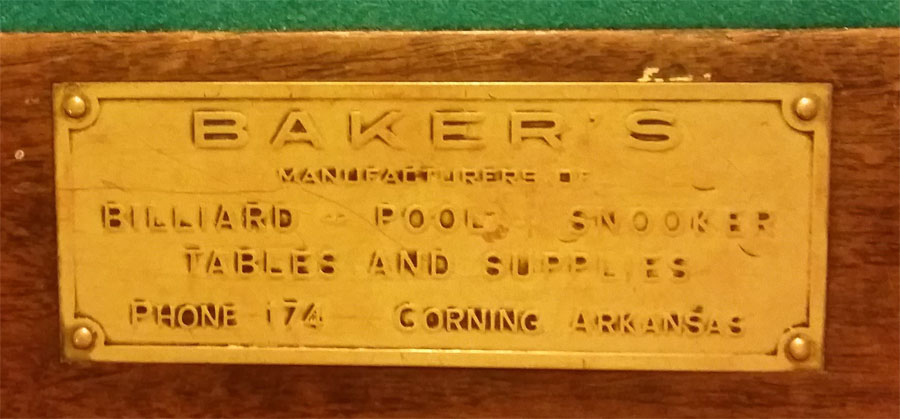 BAKER'S
MANUFACTURERS OF
BILLIARD - POOL - SNOOKER
TABLES AND SUPPLIES
PHONE 174 CORNING ARKANSAS